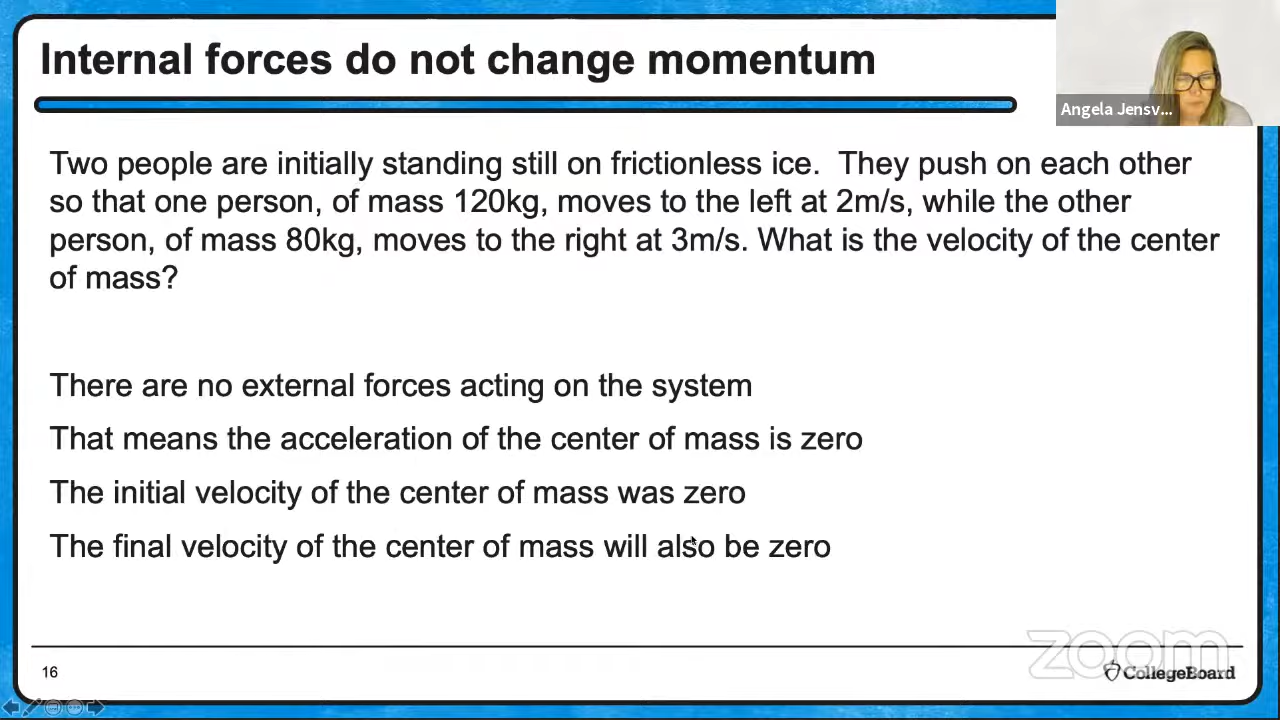 Internal forces do not change momentum
Angela Jensv...
Two people are initially standing still on frictionless ice.  They push on each other
so that one person, of mass 120kg, moves to the left at 2m/s, while the other
person, of mass 80kg, moves to the right at 3m/s. What is the velocity of the center
of mass?
There are no external forces acting on the system
That means the acceleration of the center of mass is zero
The initial velocity of the center of mass was zero
The final velocity of the center of mass will also be zero
zoom
16
CollegeBoard